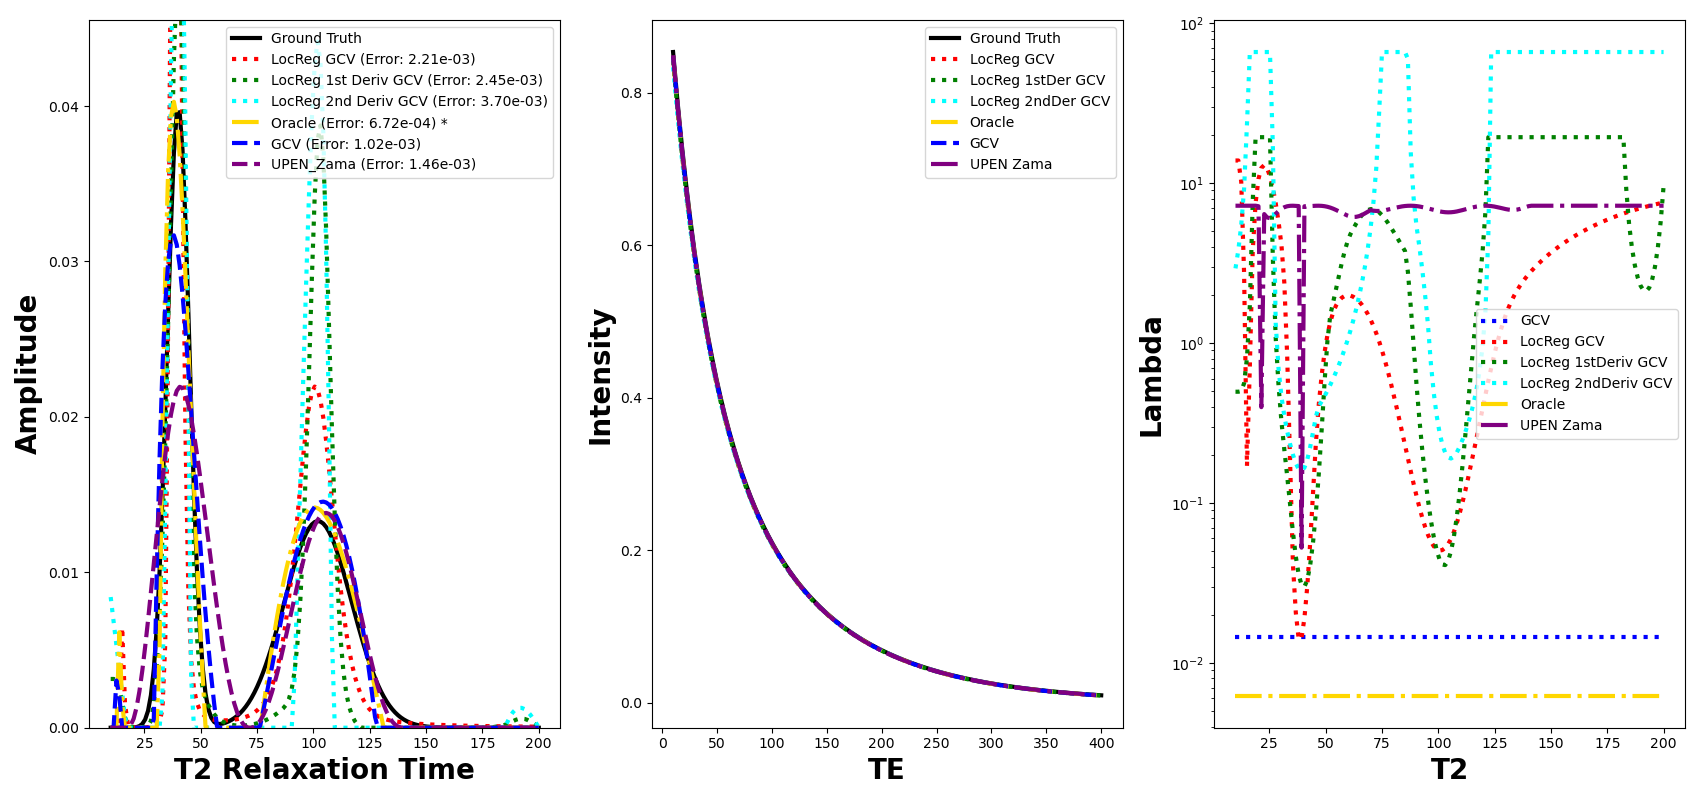 Ground Truth
LocReg GCV (Error: 2.21e-03)
LocReg 1st Deriv GCV (Error: 2.45e-03)
LocReg 2nd Deriv GCV (Error: 3.70e-03)
Oracle (Error: 6.72e-04) *
GCV (Error: 1.02e-03)
UPEN_Zama (Error: 1.46e-03)
0.04
0.03
0.02
0.01
0.00
Amplitude
25 50 75 100 125 150 175 200
T2 Relaxation Time
Ground Truth
LocReg GCV
LocReg 1stDer GCV
LocReg 2ndDer GCV
Oracle
GCV
UPEN Zama
0.8
0.6
0.4
0.2
0.0
Intensity
0 50 100 150 200 250 300 350 400
TE
10²
10¹
10⁰
10⁻¹
10⁻²
Lambda
GCV
LocReg GCV
LocReg 1stDeriv GCV
LocReg 2ndDeriv GCV
Oracle
UPEN Zama
25 50 75 100 125 150 175 200
T2